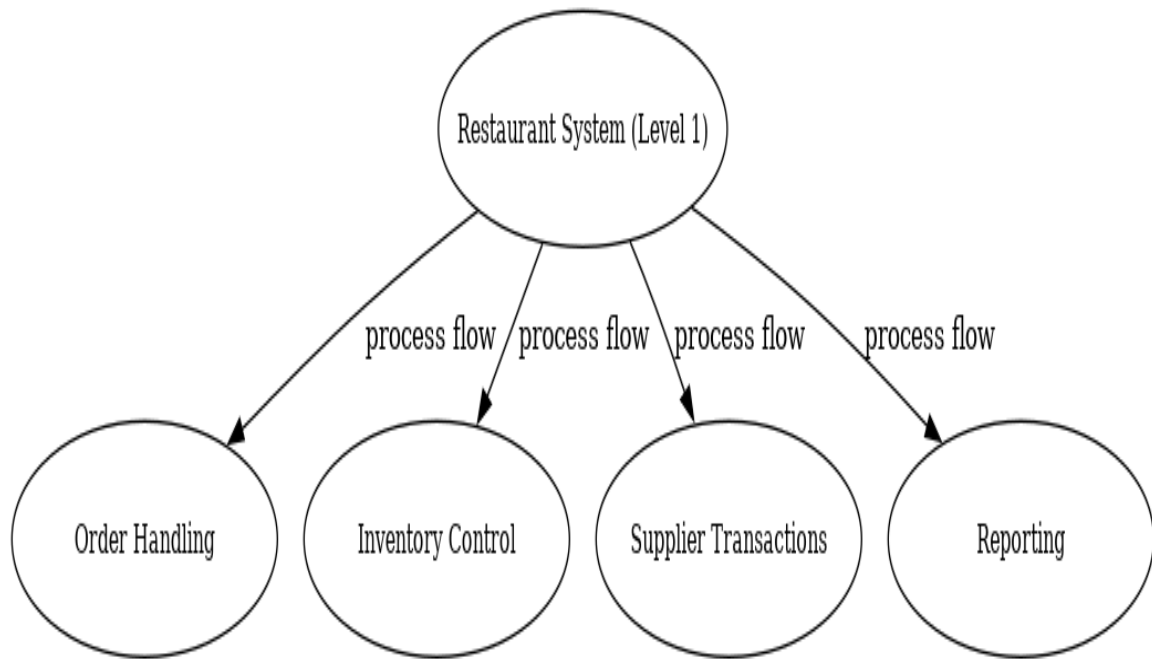 Restaurant System (Level 1)
process flow
process flow
process flow
process flow
Order Handling
Inventory Control
Supplier Transactions
Reporting